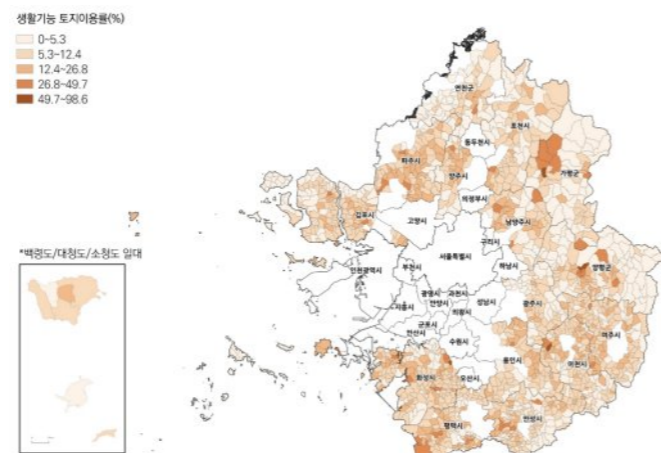 생활기능 토지이용률(%)
0~5.3
5.3~12.4
12.4~26.8
26.8~49.7
49.7~98.6
연천군
포천시
동두천시
파주시
양주시
가평군
의정부시
김포시
고양시
남양주시
구리시
*백령도/대청도/소청도 일대
서울특별시
인천광역시
부천시
하남시
양평군
광명시
과천시
성남시
광주시
시흥시
안양시
의왕시
군포시
안산시
여주시
수원시
용인시
이천시
화성시
오산시
평택시
안성시